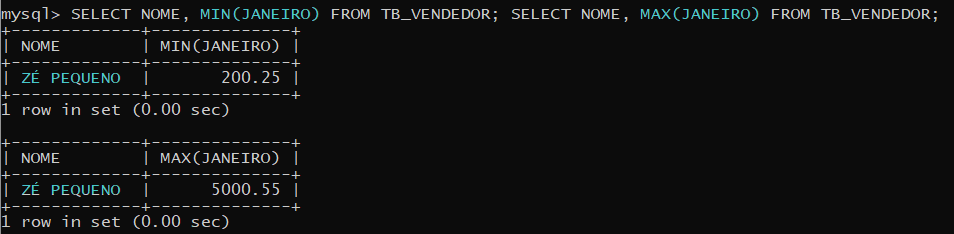 mysql> SELECT NOME, MIN(JANEIRO) FROM TB_VENDEDOR; SELECT NOME, MAX(JANEIRO) FROM TB_VENDEDOR;
+-------------+--------------+
| NOME        | MIN(JANEIRO) |
+-------------+--------------+
| ZÉ PEQUENO  |       200.25 |
+-------------+--------------+
1 row in set (0.00 sec)

+-------------+--------------+
| NOME        | MAX(JANEIRO) |
+-------------+--------------+
| ZÉ PEQUENO  |      5000.55 |
+-------------+--------------+
1 row in set (0.00 sec)